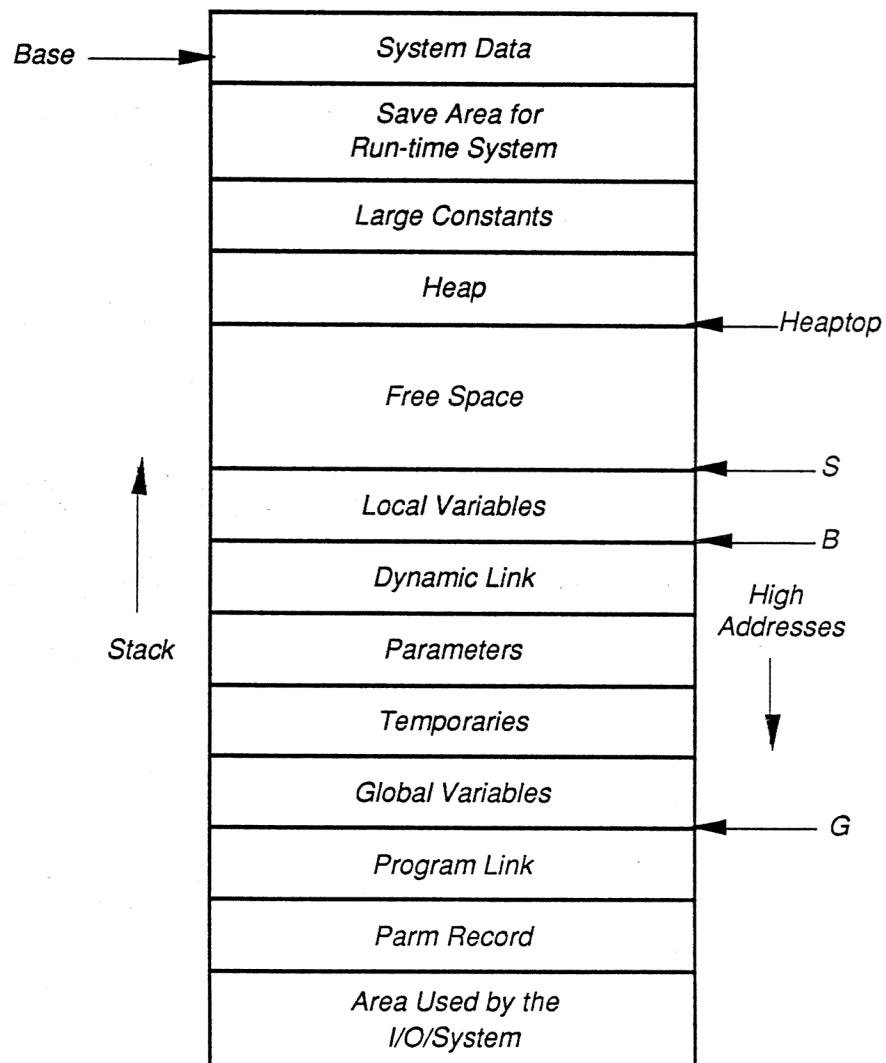 System Data
Base
Save Area for
Run-time System
Large Constants
Heap
Heaptop
Free Space
S
Local Variables
B
Dynamic Link
High
Addresses
Stack
Parameters
Temporaries
Global Variables
G
Program Link
Parm Record
Area Used by the
I/O/System